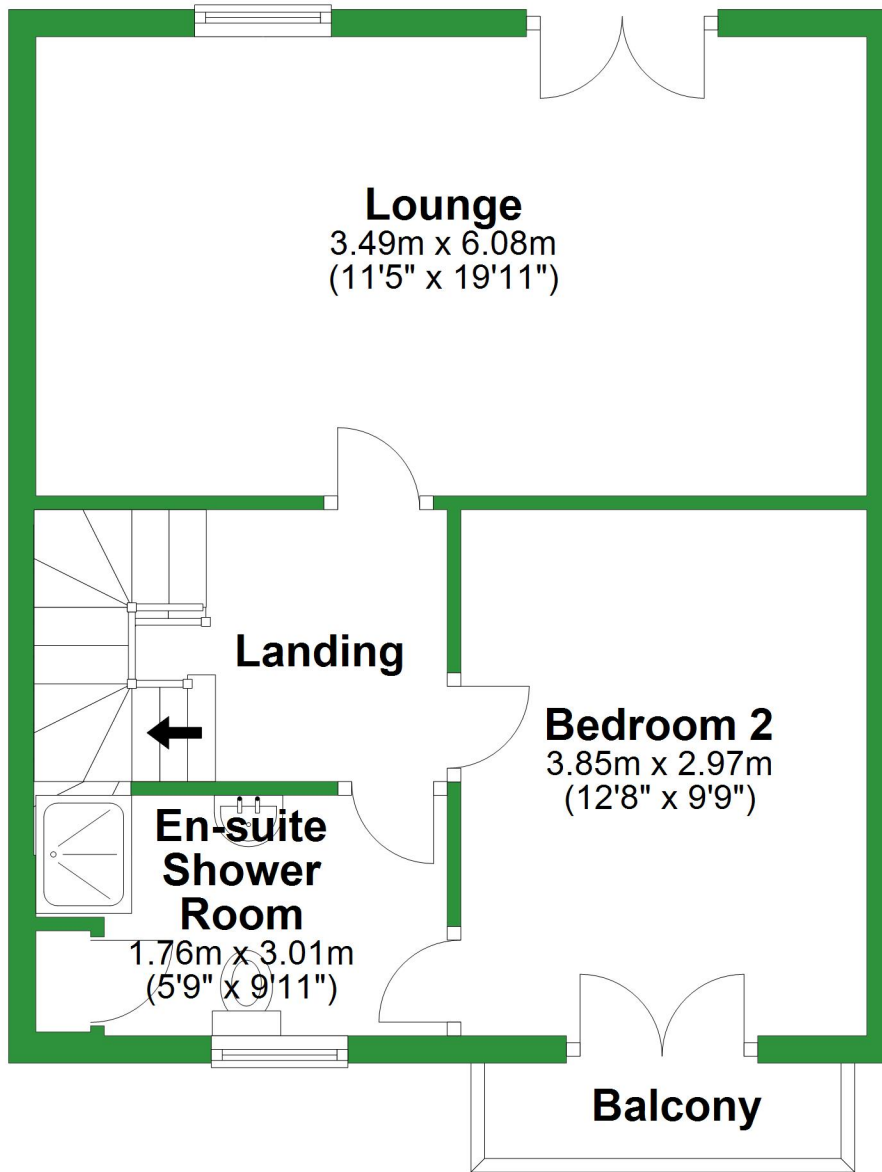 Lounge
3.49m x 6.08m
(11'5" x 19'11")
Landing
Bedroom 2
3.85m x 2.97m
(12'8" x 9'9")
En-suite
Shower
Room
1.76m x 3.01m
(5'9" x 9'11")
Balcony